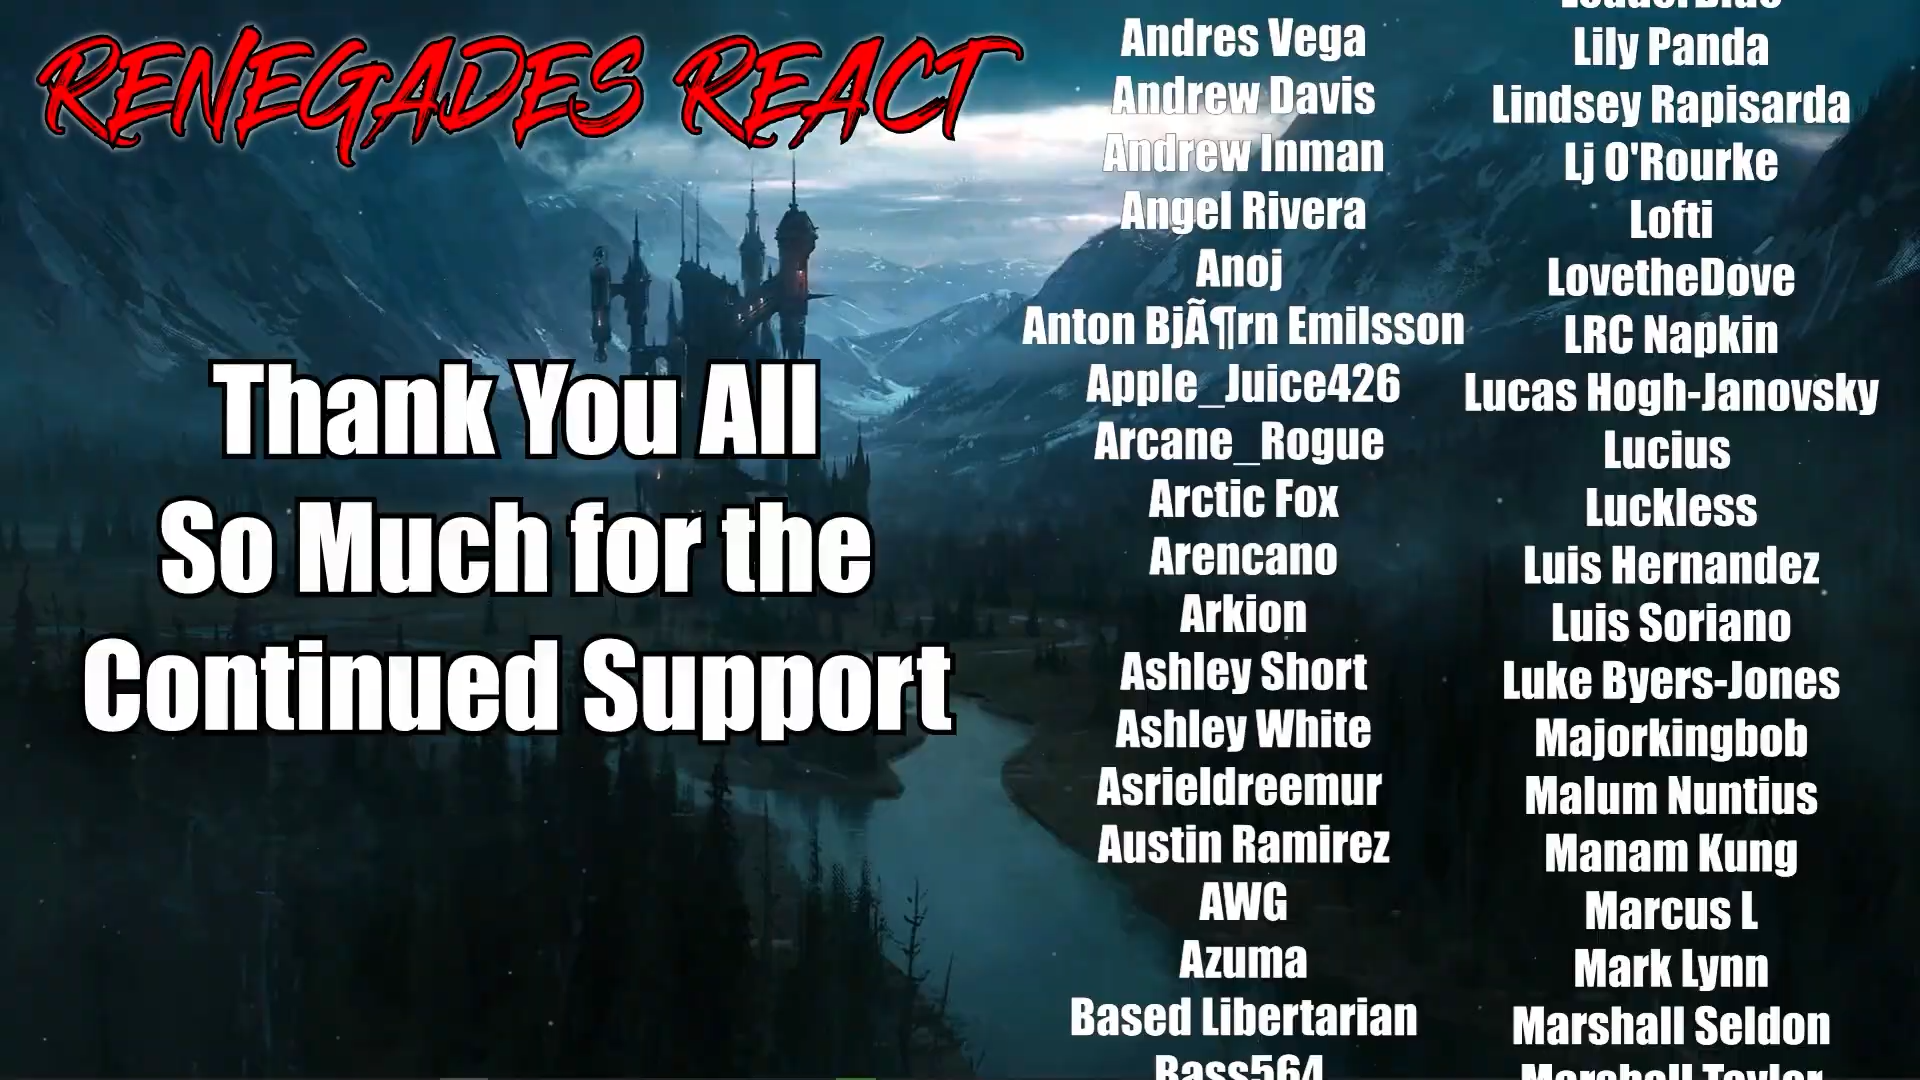 RENEGADES REACT
Thank You All
So Much for the
Continued Support
Andres Vega
Andrew Davis
Andrew Inman
Angel Rivera
Anoj
Anton BjÃ¶rn Emilsson
Apple_Juice426
Arcane_Rogue
Arctic Fox
Arencano
Arkion
Ashley Short
Ashley White
Asrieldreemur
Austin Ramirez
AWG
Azuma
Based Libertarian
Bass564
Lily Panda
Lindsey Rapisarda
Lj O'Rourke
Lofti
LovetheDove
LRC Napkin
Lucas Hogh-Janovsky
Lucius
Luckless
Luis Hernandez
Luis Soriano
Luke Byers-Jones
Majorkingbob
Malum Nuntius
Manam Kung
Marcus L
Mark Lynn
Marshall Seldon
Marshall Taylor